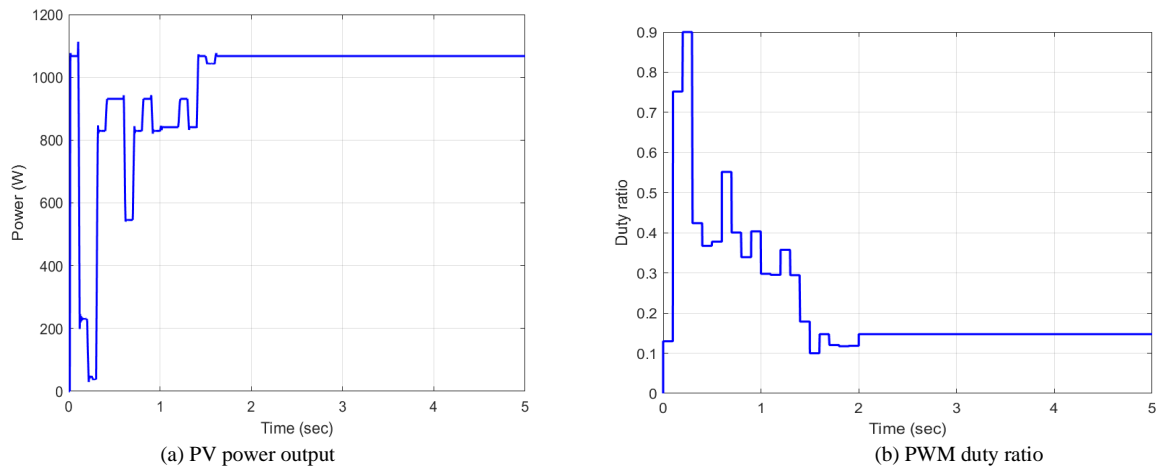 1200
1000
800
600
400
200
0
Power (W)
0 1 2 3 4 5
Time (sec)
(a) PV power output
0.9
0.8
0.7
0.6
0.5
0.4
0.3
0.2
0.1
0
Duty ratio
0 1 2 3 4 5
Time (sec)
(b) PWM duty ratio